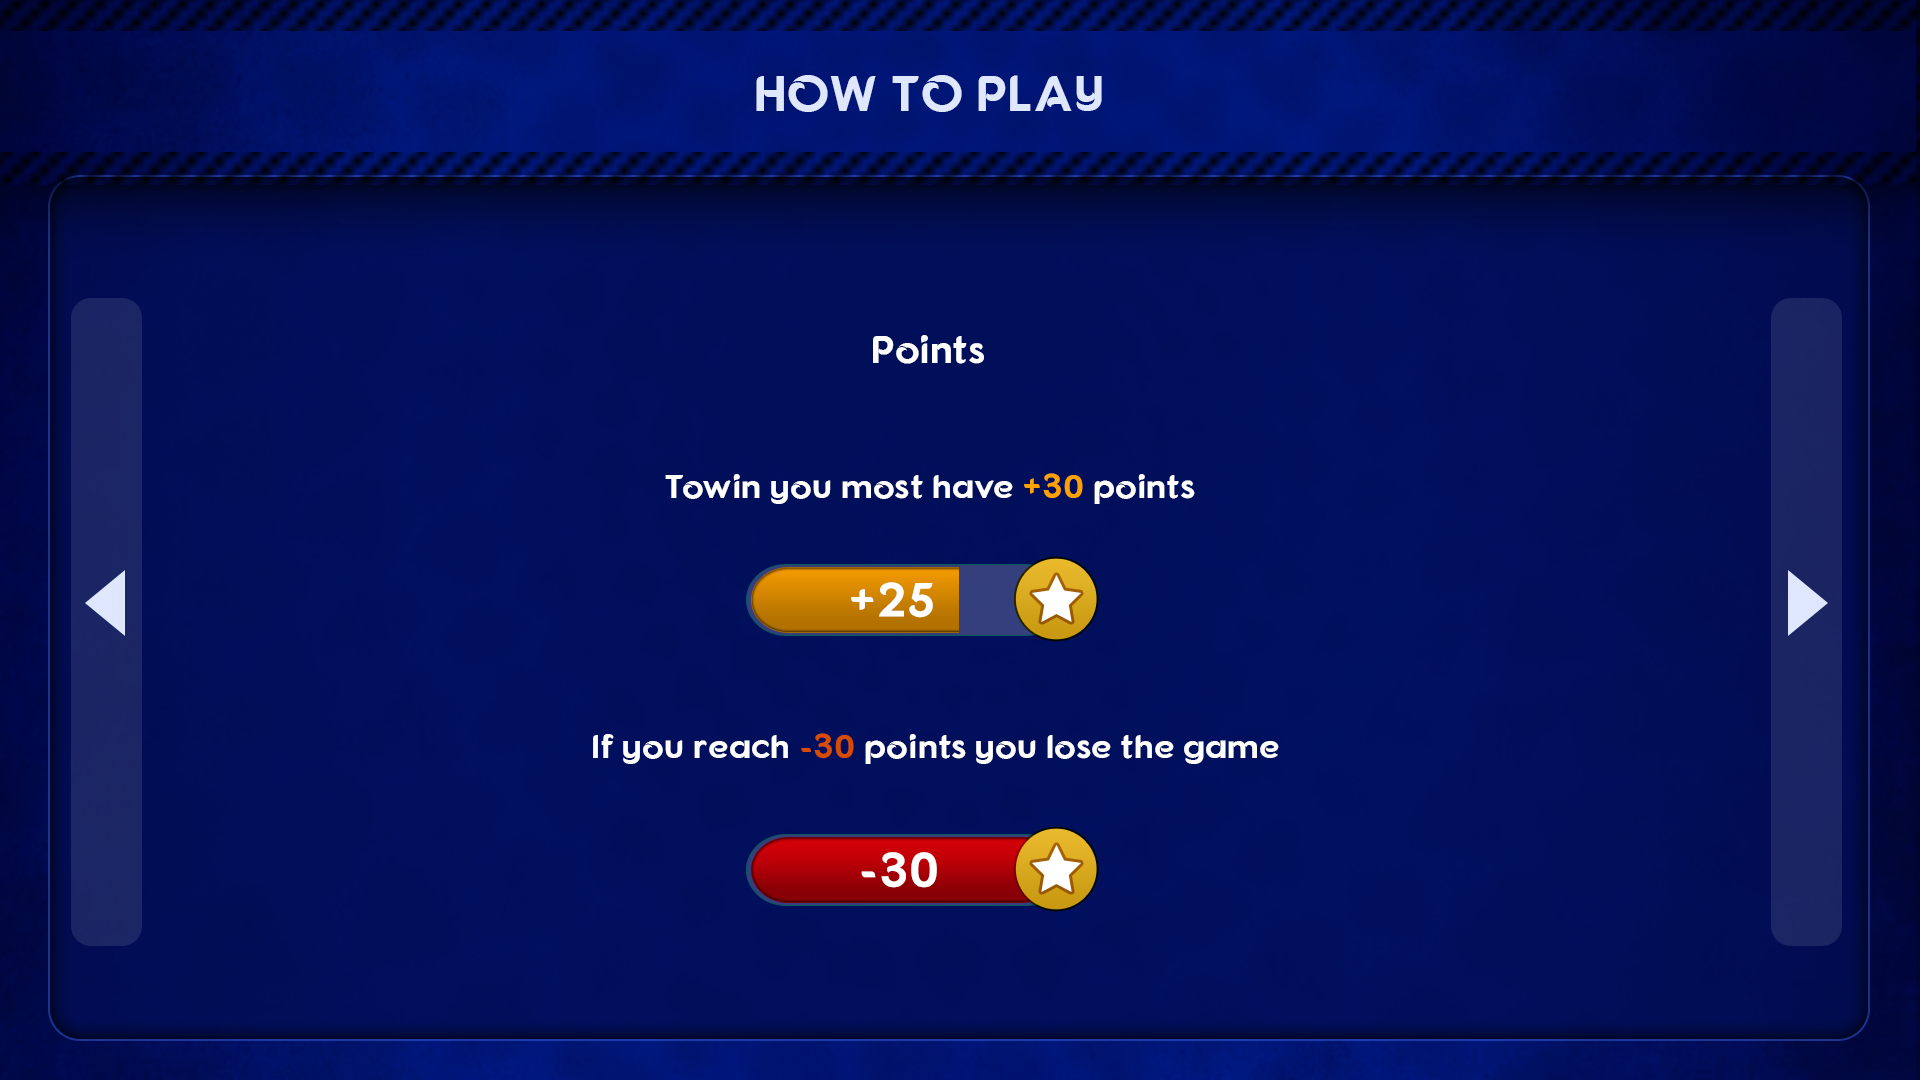 HOW TO PLAY
Points
Towin you most have +30 points
+25
If you reach -30 points you lose the game
-30